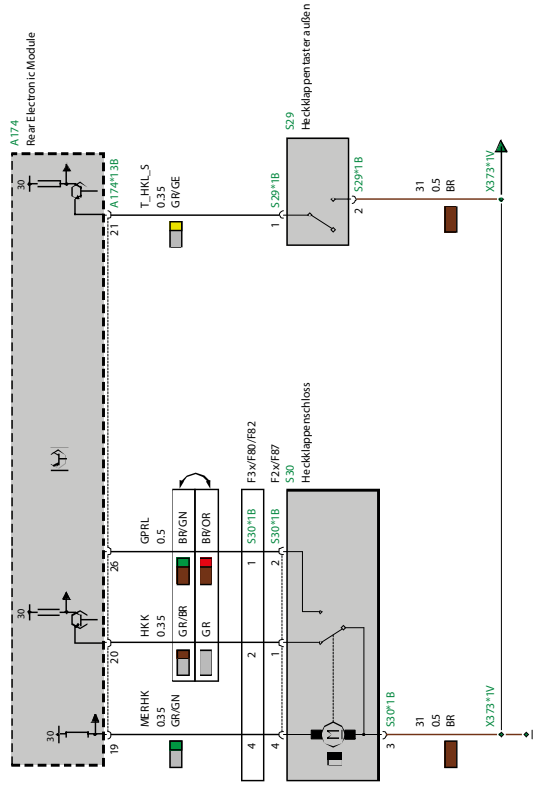 A174
Rear Electronic Module
30
30
30
19
20
26
21
A174*13B
MERHK
0.35
GR/GN
HKK
0.35
GR/BR
GR
GPRL
0.5
BR/GN
BR/OR
T_HKL_S
0.35
GR/GE
4
2
1
S30*1B
F3x/F80/F82
4
1
2
S30*1B
F2x/F87
S30
Heckklappenschloss
M
3
S30*1B
31
0.5
BR
X373*1V
1
S29*1B
S29
Heckklappentaster außen
2
S29*1B
31
0.5
BR
X373*1V